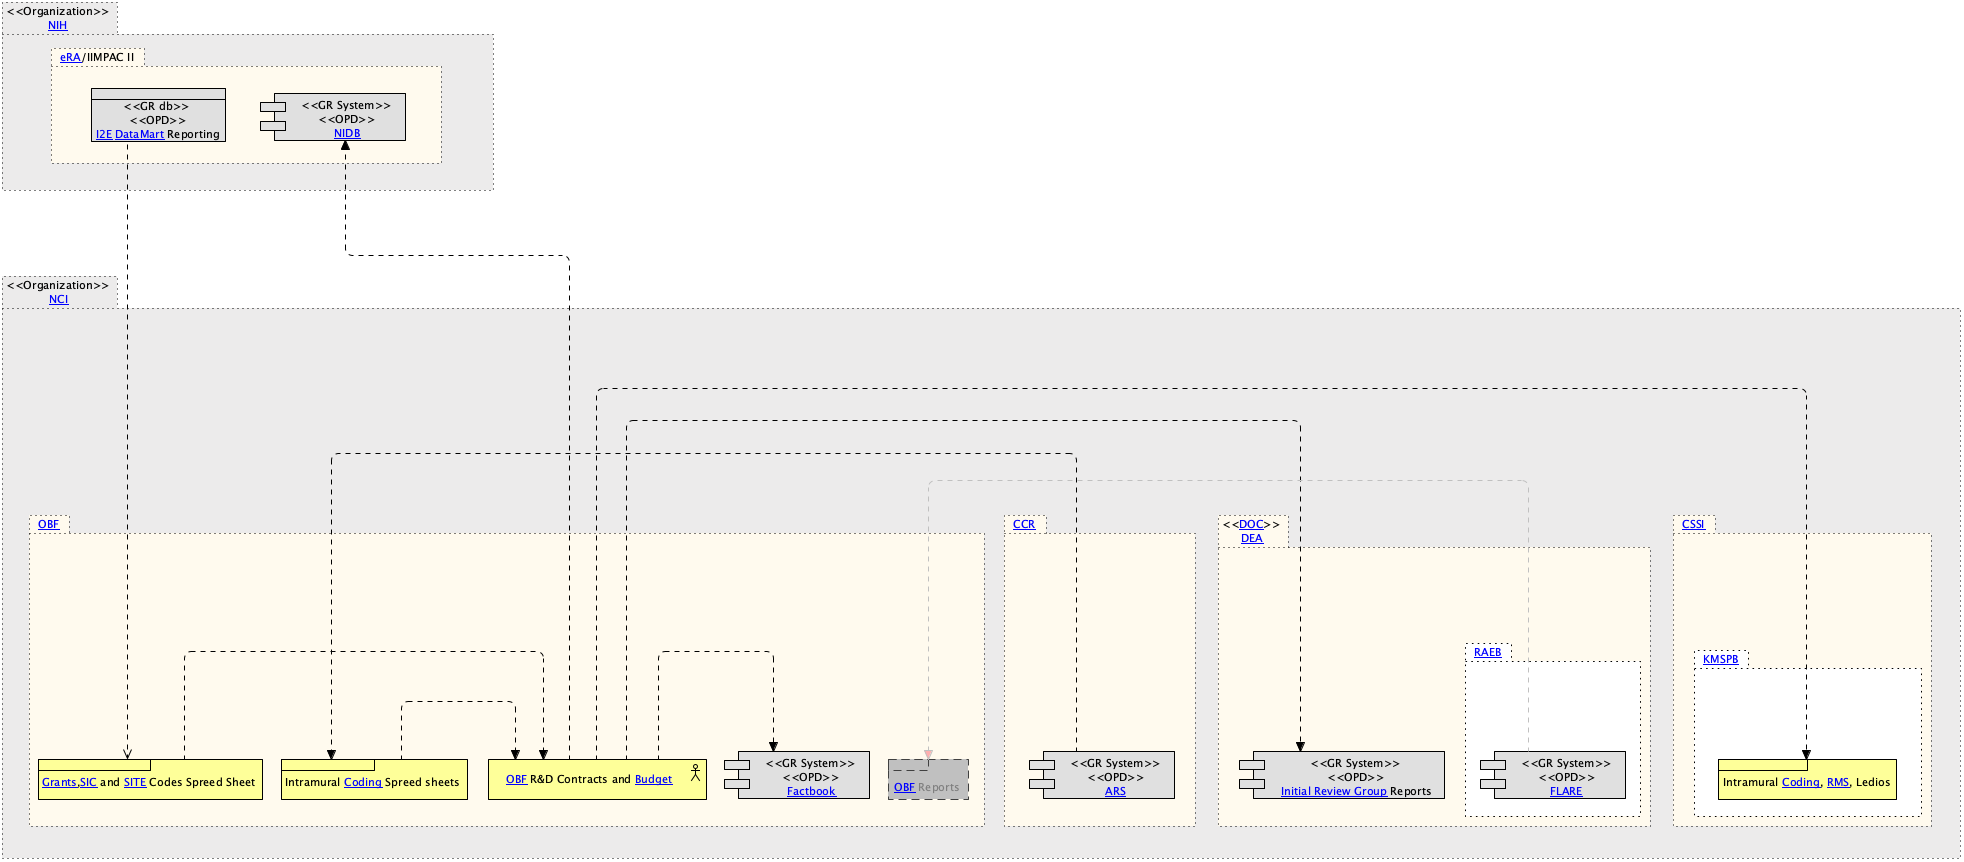 <<Organization>>
NIH
eRA/IIMPAC II
<<GR db>>
<<OPD>>
I2E DataMart Reporting
<<GR System>>
<<OPD>>
NIDB
<<Organization>>
NCI
OBF
Grants,SIC and SITE Codes Spreed Sheet
Intramural Coding Spreed sheets
OBF R&D Contracts and Budget
<<GR System>>
<<OPD>>
Factbook
OBF Reports
CCR
<<GR System>>
<<OPD>>
ARS
<<DOC>>
DEA
<<GR System>>
<<OPD>>
Initial Review Group Reports
RAEB
<<GR System>>
<<OPD>>
FLARE
CSSI
KMSPB
Intramural Coding, RMS, Ledios